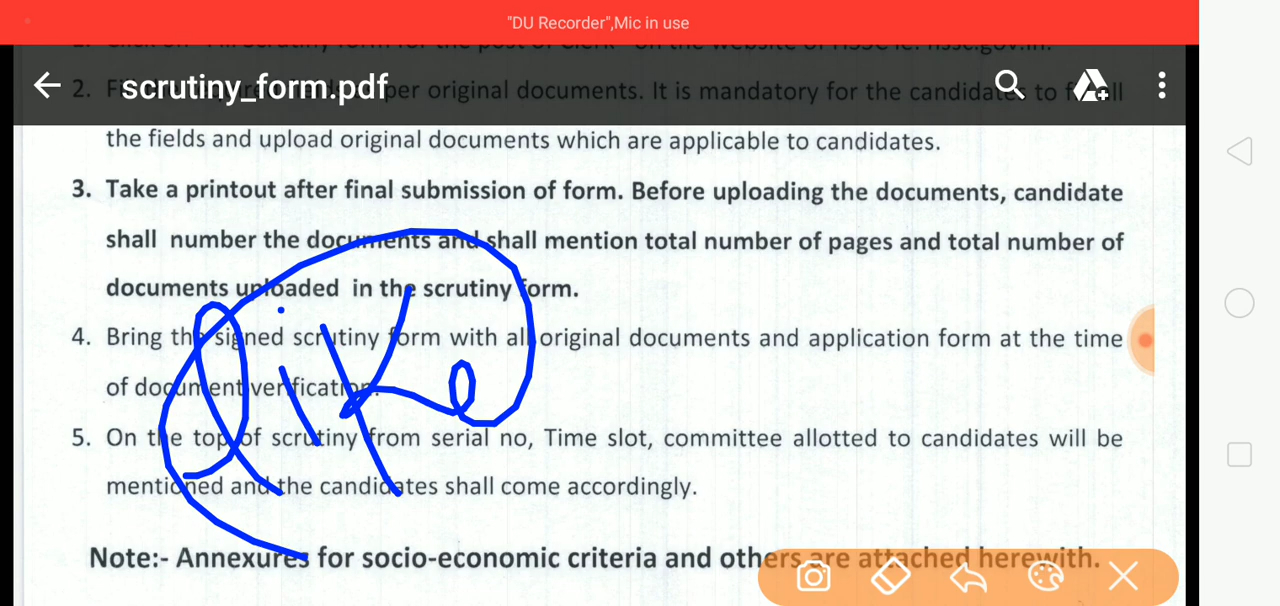 "DU Recorder",Mic in use
scrutiny_form.pdf
2. per original documents. It is mandatory for the candidates to fill all
the fields and upload original documents which are applicable to candidates.
3. Take a printout after final submission of form. Before uploading the documents, candidate
shall number the documents and shall mention total number of pages and total number of
documents uploaded in the scrutiny form.
4. Bring the signed scrutiny form with all original documents and application form at the time
of document verification.
5. On the top of scrutiny from serial no, Time slot, committee allotted to candidates will be
mentioned and the candidates shall come accordingly.
Note:- Annexures for socio-economic criteria and others are attached herewith.
like